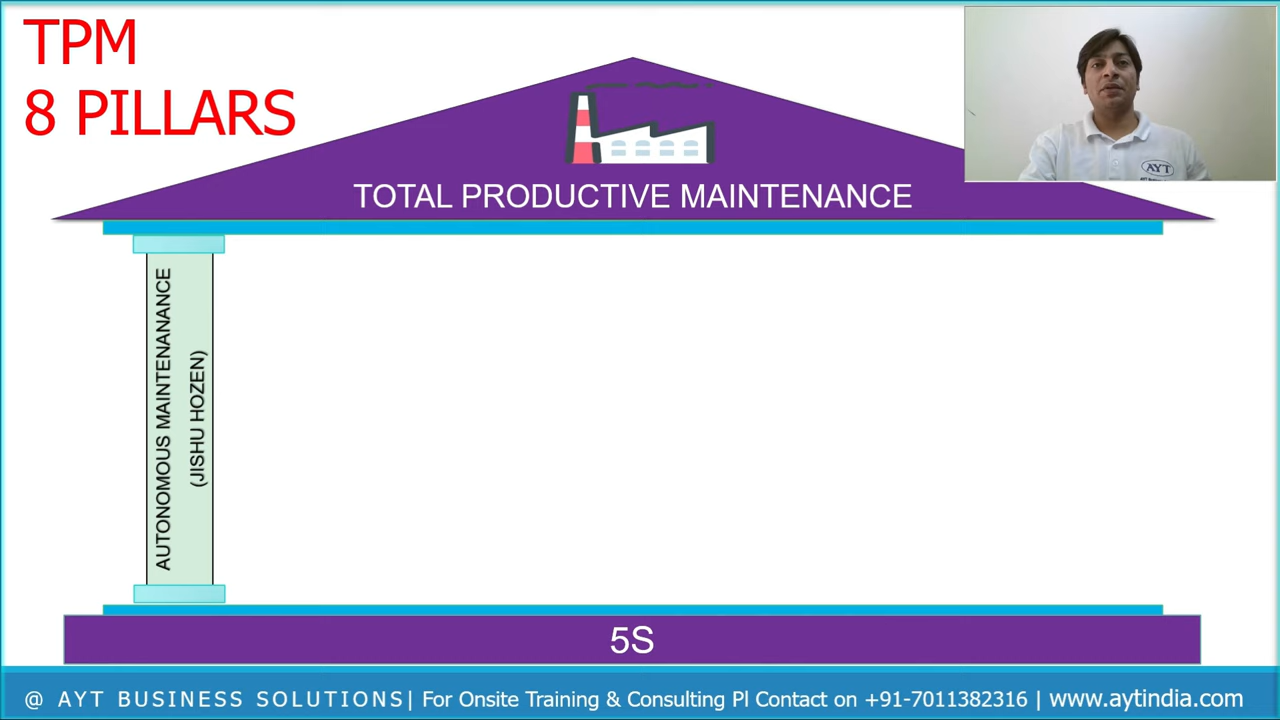 TPM
8 PILLARS
TOTAL PRODUCTIVE MAINTENANCE
AYT
AUTONOMOUS MAINTENANANCE
(JISHU HOZEN)
5S
@ AYT BUSINESS SOLUTIONS| For Onsite Training & Consulting Pl Contact on +91-7011382316 | www.aytindia.com